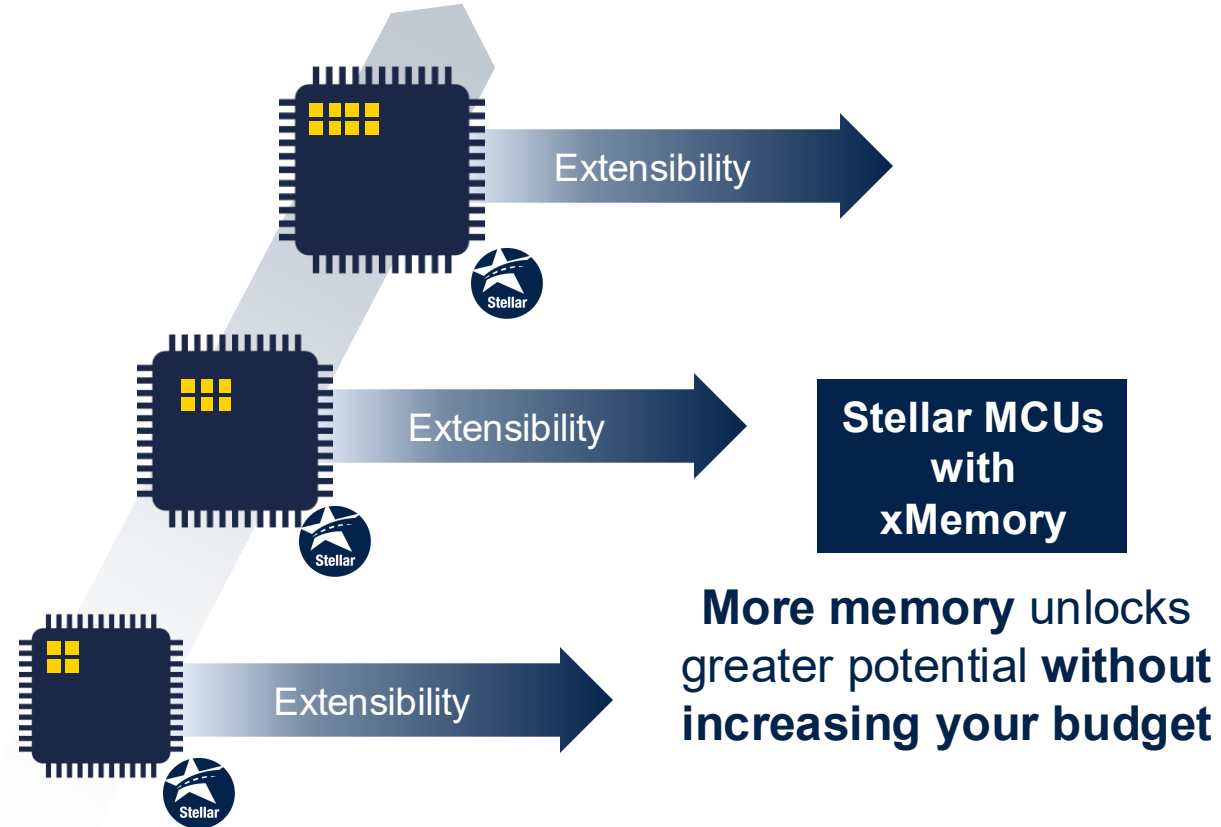 Extensibility
Stellar
Extensibility
Stellar
Stellar MCUs
with
xMemory
More memory unlocks
greater potential without
increasing your budget
Extensibility
Stellar